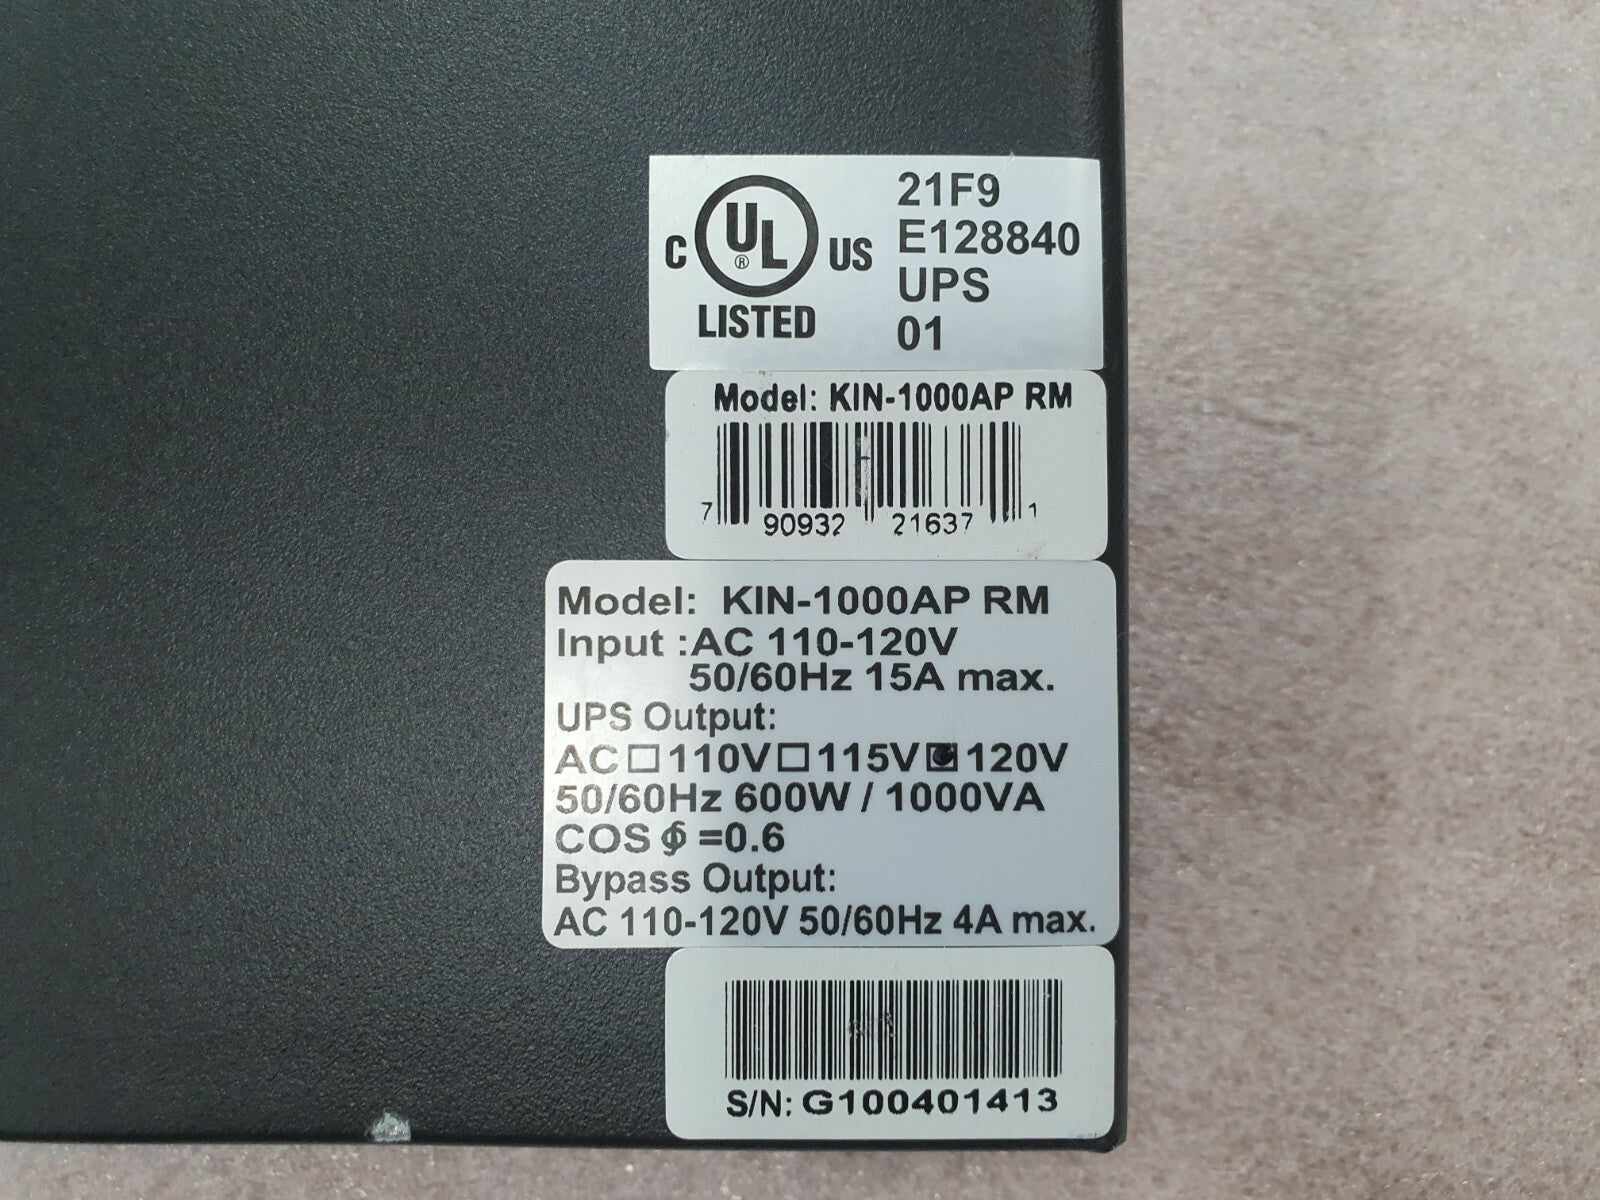 C UL ® US
LISTED
21F9
E128840
UPS
01
Model: KIN-1000AP RM
7 90932 21637 1
Model: KIN-1000AP RM
Input :AC 110-120V
50/60Hz 15A max.
UPS Output:
AC☐110V☐115V☑120V
50/60Hz 600W / 1000VA
COS ϕ =0.6
Bypass Output:
AC 110-120V 50/60Hz 4A max.
S/N: G100401413